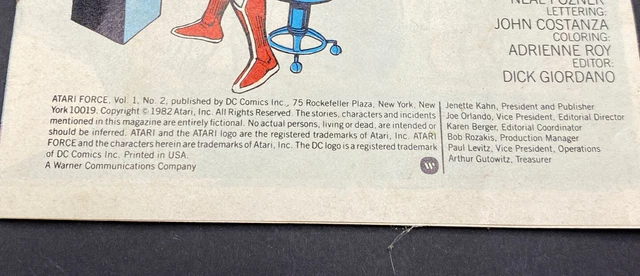 NEAL POZNER
LETTERING:
JOHN COSTANZA
COLORING:
ADRIENNE ROY
EDITOR:
DICK GIORDANO
ATARI FORCE, Vol. 1, No. 2, published by DC Comics Inc., 75 Rockefeller Plaza, New York, New
York 10019. Copyright © 1982 Atari, Inc. All Rights Reserved. The stories, characters and incidents
mentioned in this magazine are entirely fictional. No actual persons, living or dead, are intended or
should be inferred. ATARI and the ATARI logo are the registered trademarks of Atari, Inc. ATARI
FORCE and the characters herein are trademarks of Atari, Inc. The DC logo is a registered trademark
of DC Comics Inc. Printed in USA.
A Warner Communications Company
Jenette Kahn, President and Publisher
Joe Orlando, Vice President, Editorial Director
Karen Berger, Editorial Coordinator
Bob Rozakis, Production Manager
Paul Levitz, Vice President, Operations
Arthur Gutowitz, Treasurer